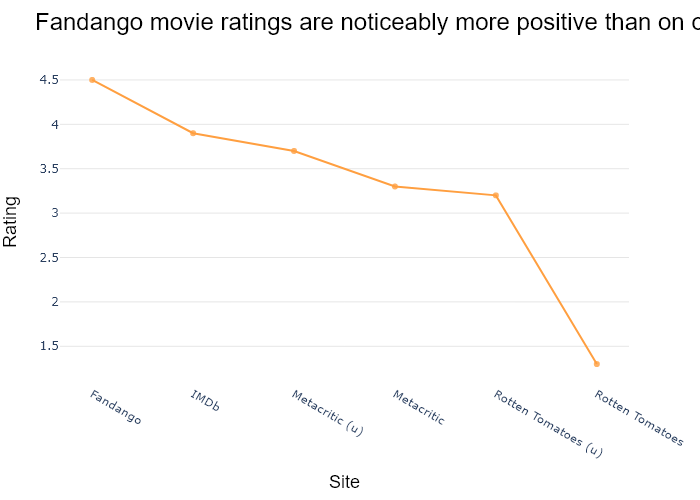 Fandango movie ratings are noticeably more positive than on
4.5
4
3.5
3
2.5
2
1.5
Rating
Fandango
IMDb
Metacritic (u)
Metacritic
Rotten Tomatoes (u)
Rotten Tomatoes
Site